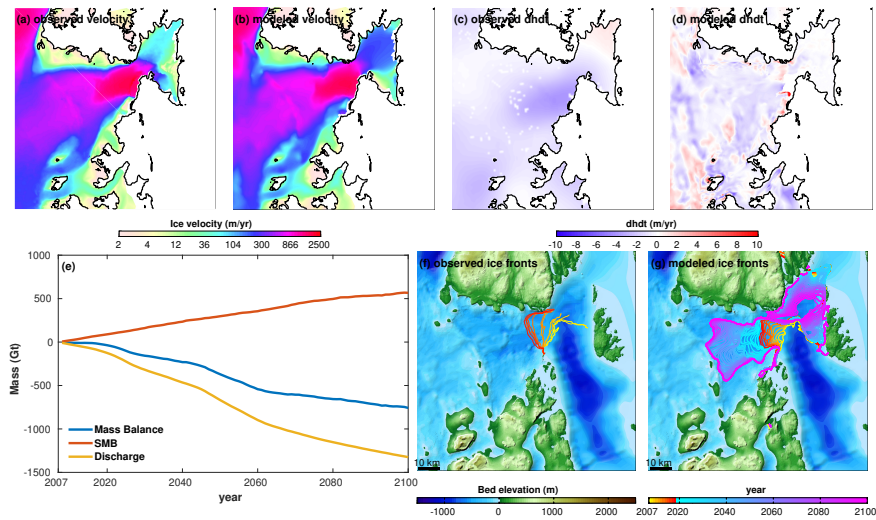 (a) observed velocity
(b) modeled velocity
(c) observed dhdt
(d) modeled dhdt
Ice velocity (m/yr)
2 4 12 36 104 300 866 2500
dhdt (m/yr)
-10 -8 -6 -4 -2 0 2 4 6 8 10
(e)
1000
500
0
-500
-1000
-1500
Mass (Gt)
Mass Balance
SMB
Discharge
2007 2020 2040 2060 2080 2100
year
(f) observed ice fronts
10 km
(g) modeled ice fronts
10 km
Bed elevation (m)
-1000 0 1000 2000
year
2007 2020 2040 2060 2080 2100